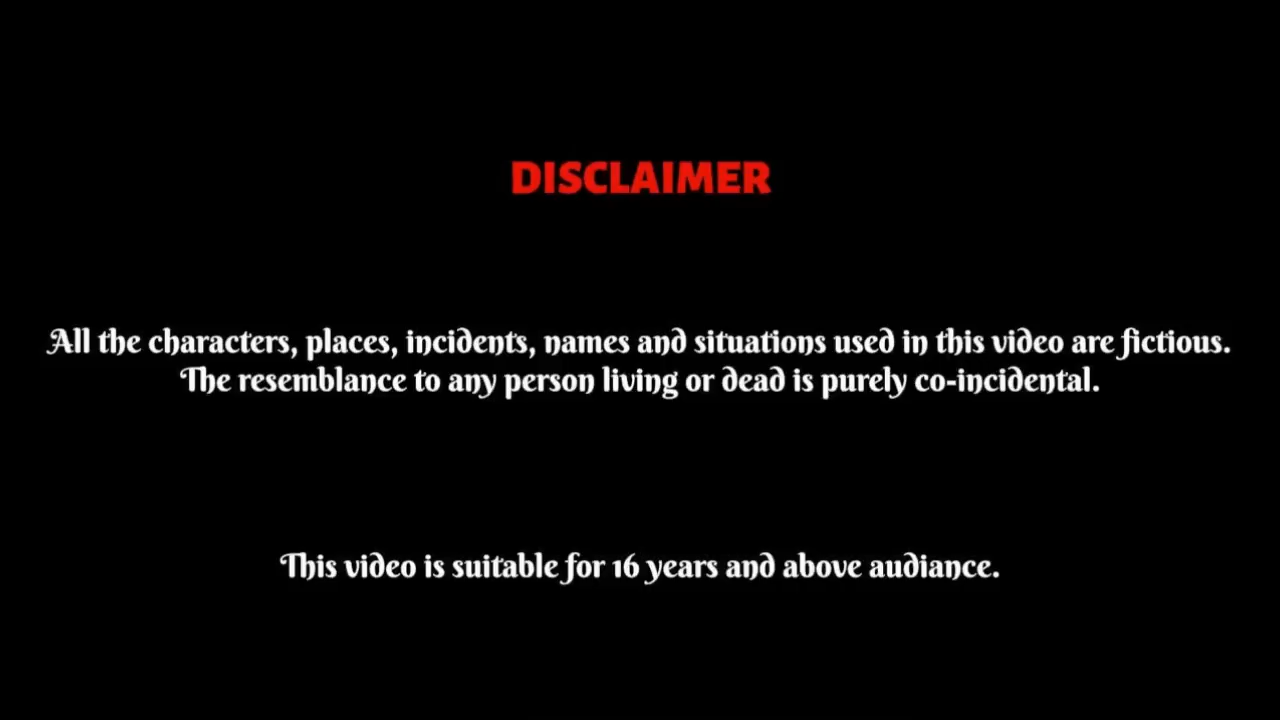 DISCLAIMER
All the characters, places, incidents, names and situations used in this video are fictious.
The resemblance to any person living or dead is purely co-incidental.
This video is suitable for 16 years and above audiance.